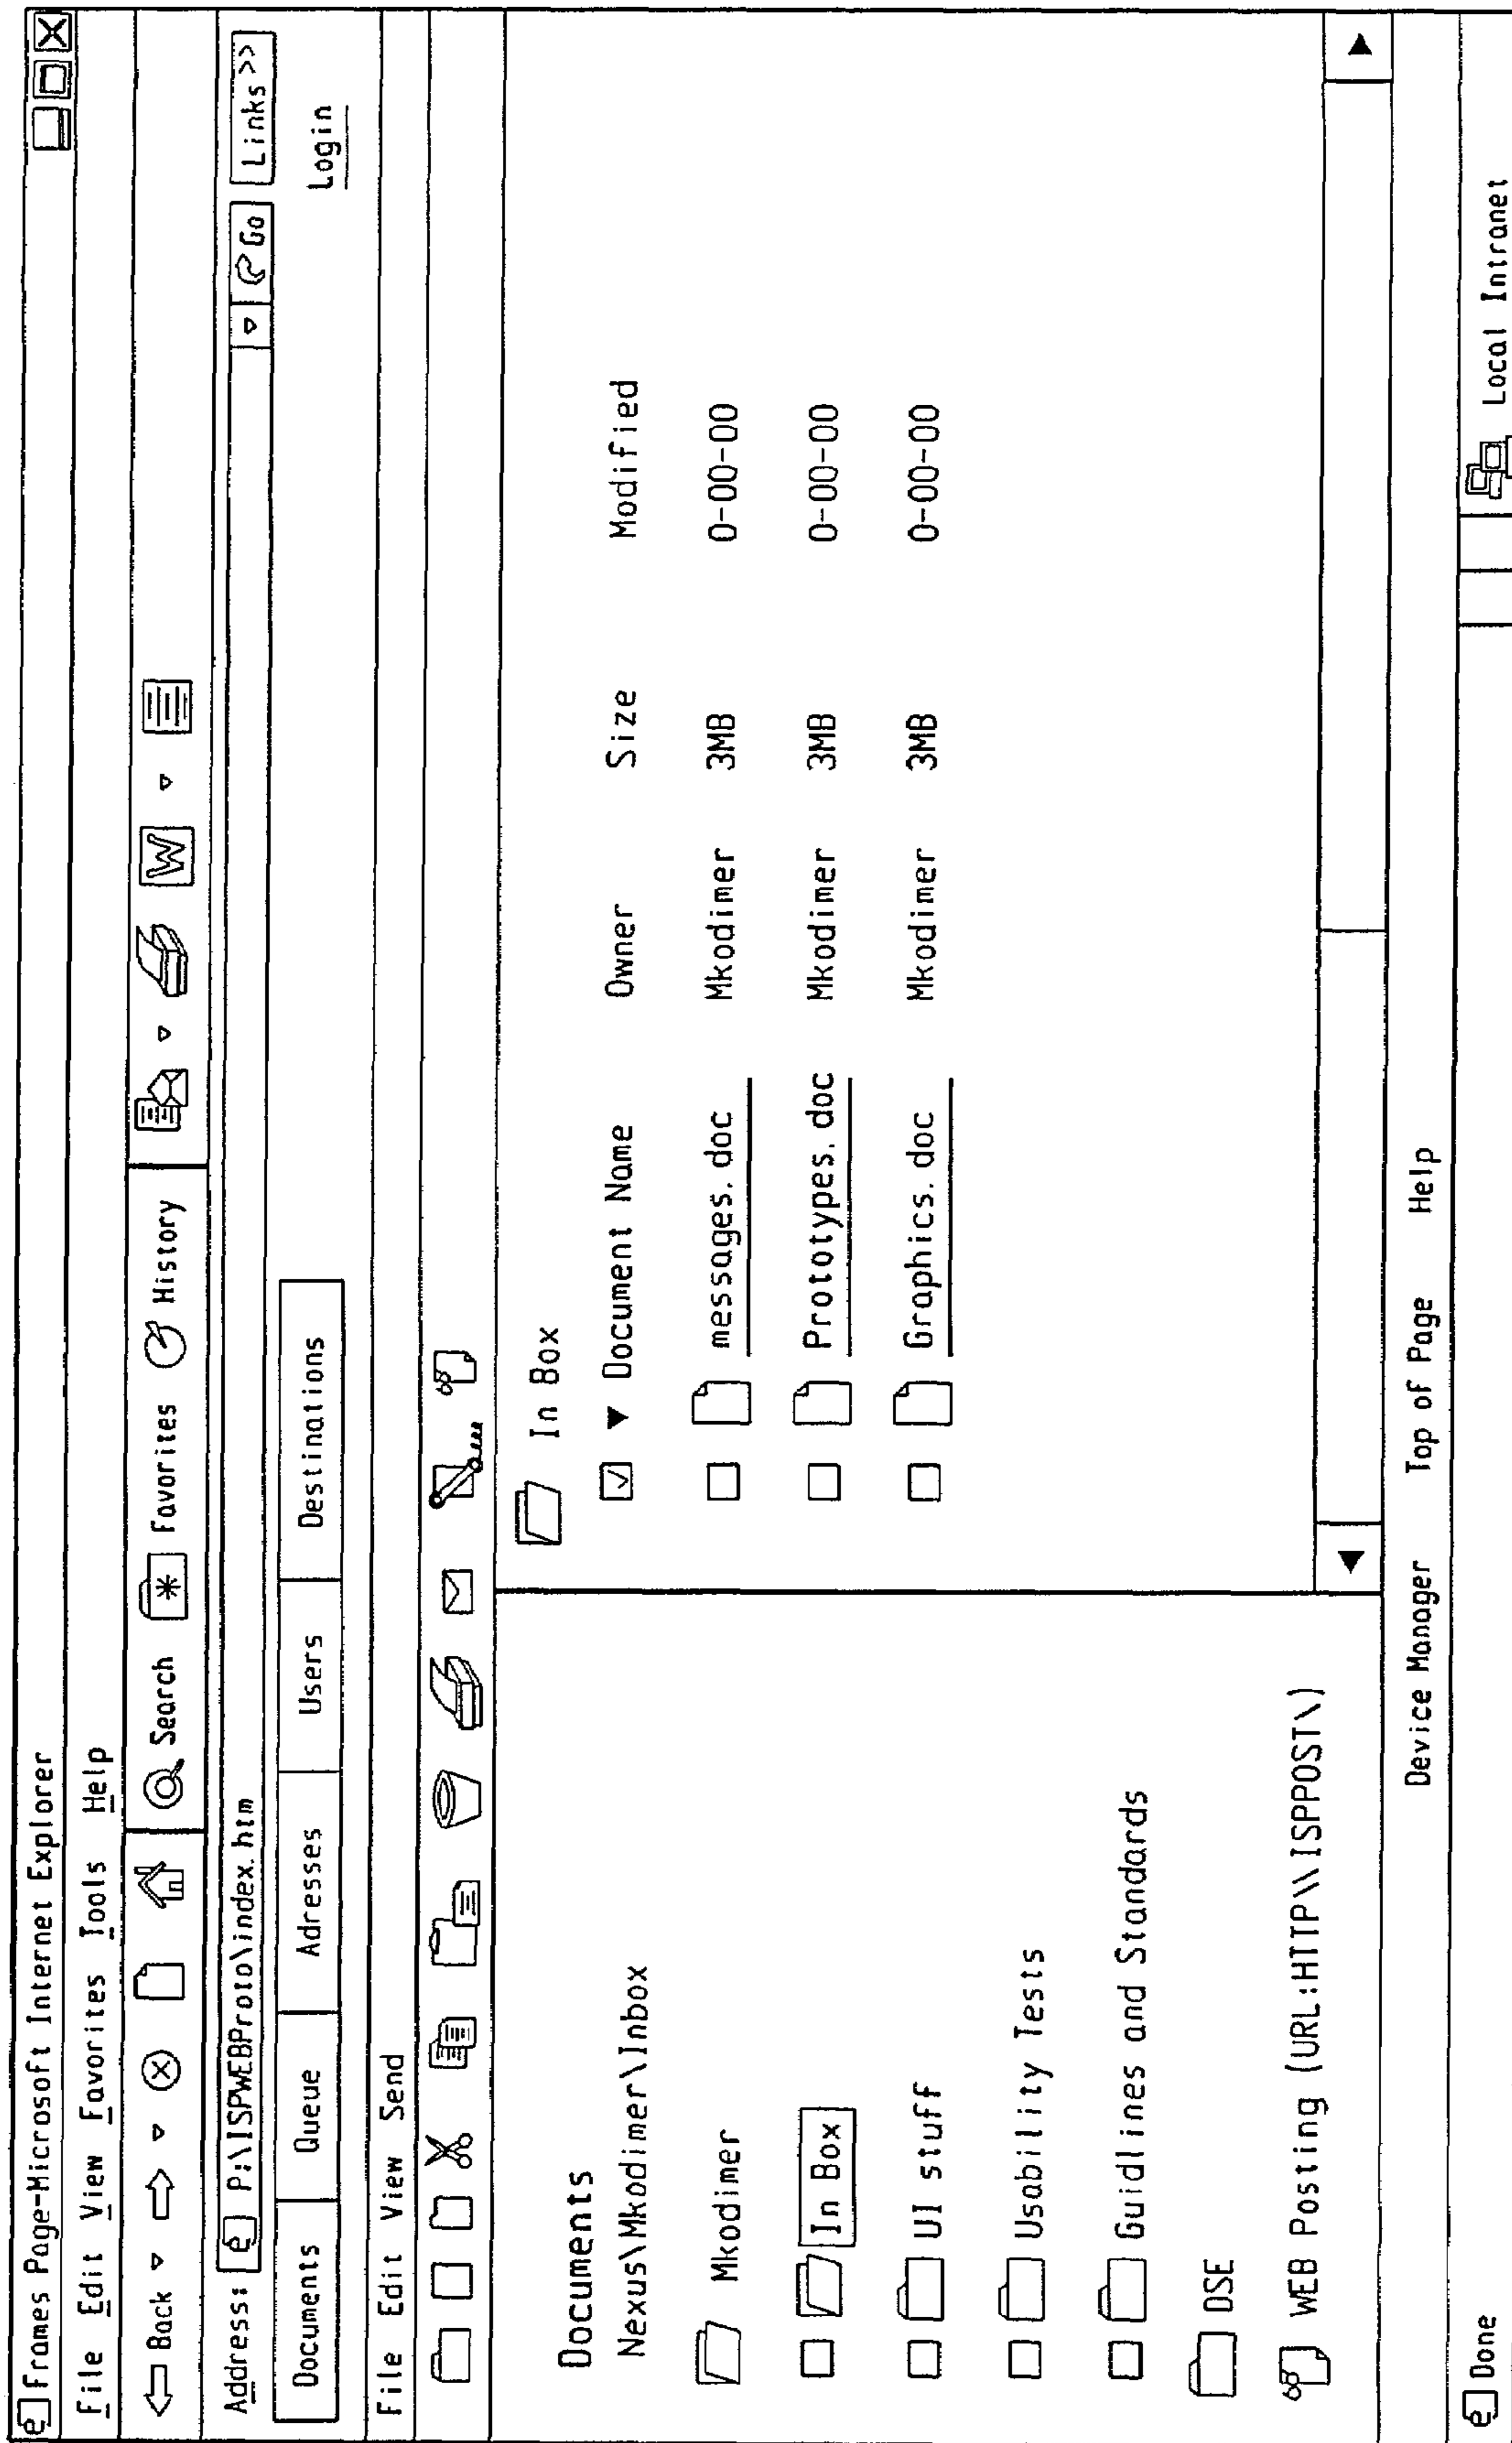 Frames Page-Microsoft Internet Explorer
File Edit View Favorites Tools Help
Back Search Favorites History W
Address: P:\ISPWEBProto\index.htm Go Links >>
Documents Queue Adresses Users Destinations Login
File Edit View Send
Documents
Nexus\Mkodimer\Inbox
Mkodimer
In Box
UI stuff
Usability Tests
Guidlines and Standards
DSE
WEB Posting (URL:HTTP\\ISPPOST\)
In Box
Document Name Owner Size Modified
messages.doc Mkodimer 3MB 0-00-00
Prototypes.doc Mkodimer 3MB 0-00-00
Graphics.doc Mkodimer 3MB 0-00-00
Device Manager Top of Page Help
Done Local Intranet